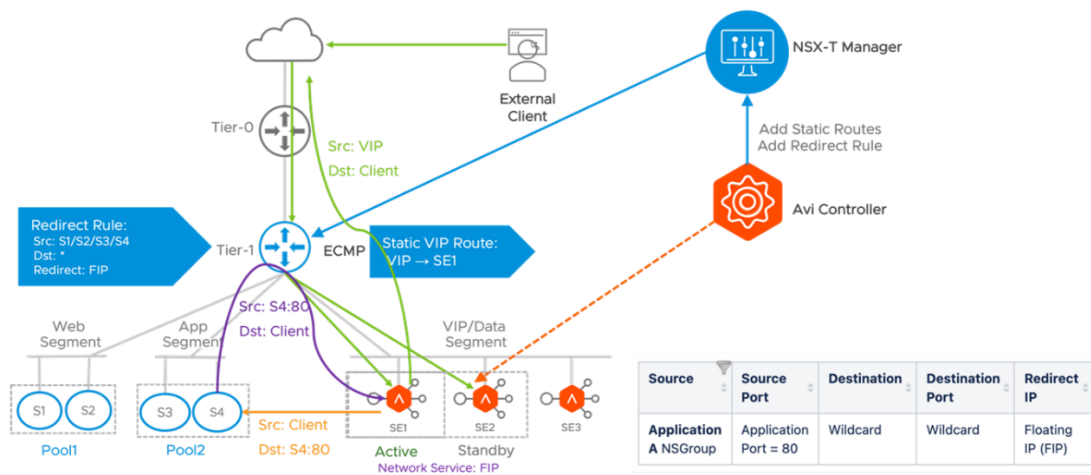 NSX-T Manager
External
Client
Tier-0
Src: VIP
Dst: Client
Add Static Routes
Add Redirect Rule
Avi Controller
Redirect Rule:
Src: S1/S2/S3/S4
Dst: *
Redirect: FIP
Tier-1
ECMP
Static VIP Route:
VIP → SE1
Src: S4:80
Dst: Client
Web
Segment
App
Segment
VIP/Data
Segment
S1
S2
S3
S4
SE1
SE2
SE3
Src: Client
Dst: S4:80
Pool1
Pool2
Active
Standby
Network Service: FIP
Source
Source
Port
Destination
Destination
Port
Redirect
IP
Application
A NSGroup
Application
Port = 80
Wildcard
Wildcard
Floating
IP (FIP)